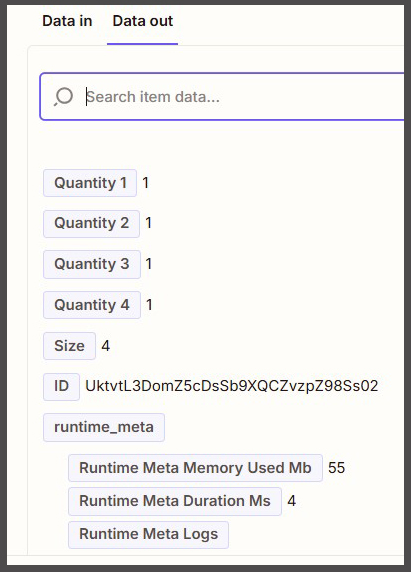 Data in Data out
Search item data...
Quantity 1 1
Quantity 2 1
Quantity 3 1
Quantity 4 1
Size 4
ID UktvtL3DomZ5cDsSb9XQCZvzpZ98Ss02
runtime_meta
Runtime Meta Memory Used Mb 55
Runtime Meta Duration Ms 4
Runtime Meta Logs